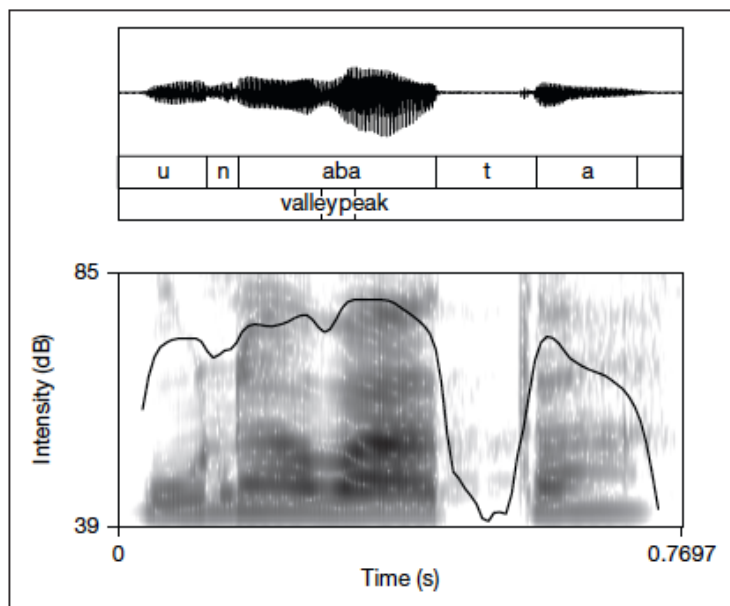 u n aba t a
valleypeak
85
Intensity (dB)
39
0 0.7697
Time (s)